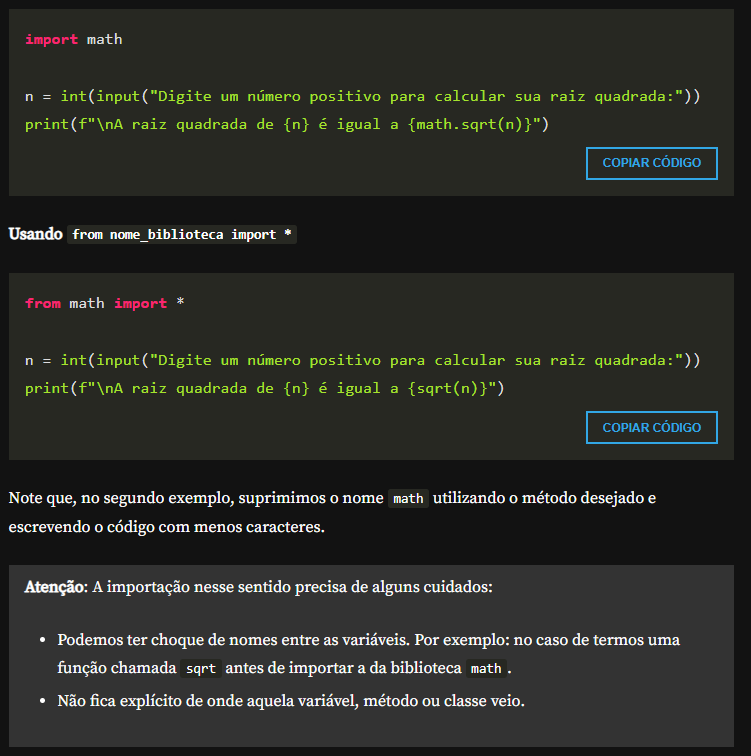 import math
n = int(input("Digite um número positivo para calcular sua raiz quadrada:"))
print(f"\nA raiz quadrada de {n} é igual a {math.sqrt(n)}")
COPIAR CÓDIGO
Usando from nome_biblioteca import *
from math import *
n = int(input("Digite um número positivo para calcular sua raiz quadrada:"))
print(f"\nA raiz quadrada de {n} é igual a {sqrt(n)}")
COPIAR CÓDIGO
Note que, no segundo exemplo, suprimimos o nome math utilizando o método desejado e
escrevendo o código com menos caracteres.
Atenção: A importação nesse sentido precisa de alguns cuidados:
• Podemos ter choque de nomes entre as variáveis. Por exemplo: no caso de termos uma
função chamada sqrt antes de importar a da biblioteca math.
• Não fica explícito de onde aquela variável, método ou classe veio.